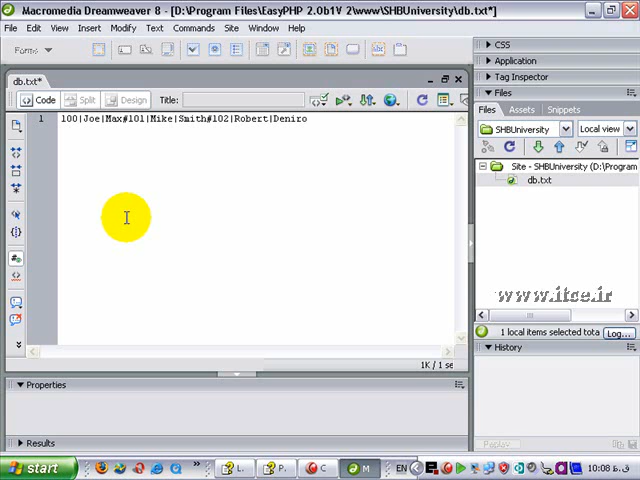 Macromedia Dreamweaver 8 - [D:\Program Files\EasyPHP 2.0b1V 2\www\SHBUniversity\db.txt*]
File Edit View Insert Modify Text Commands Site Window Help
Forms
CSS
Application
Tag Inspector
Files
db.txt*
Code Split Design Title:
Files Assets Snippets
1 100|Joe|Max#101|Mike|Smith#102|Robert|Deniro
SHBUniversity Local view
Site - SHBUniversity (D:\Program
db.txt
www.itce.ir
1 local items selected tota Log...
History
1K / 1 se
Properties
Replay
Results
start
L.
P.
C
M
EN
10:08 ق.ظ